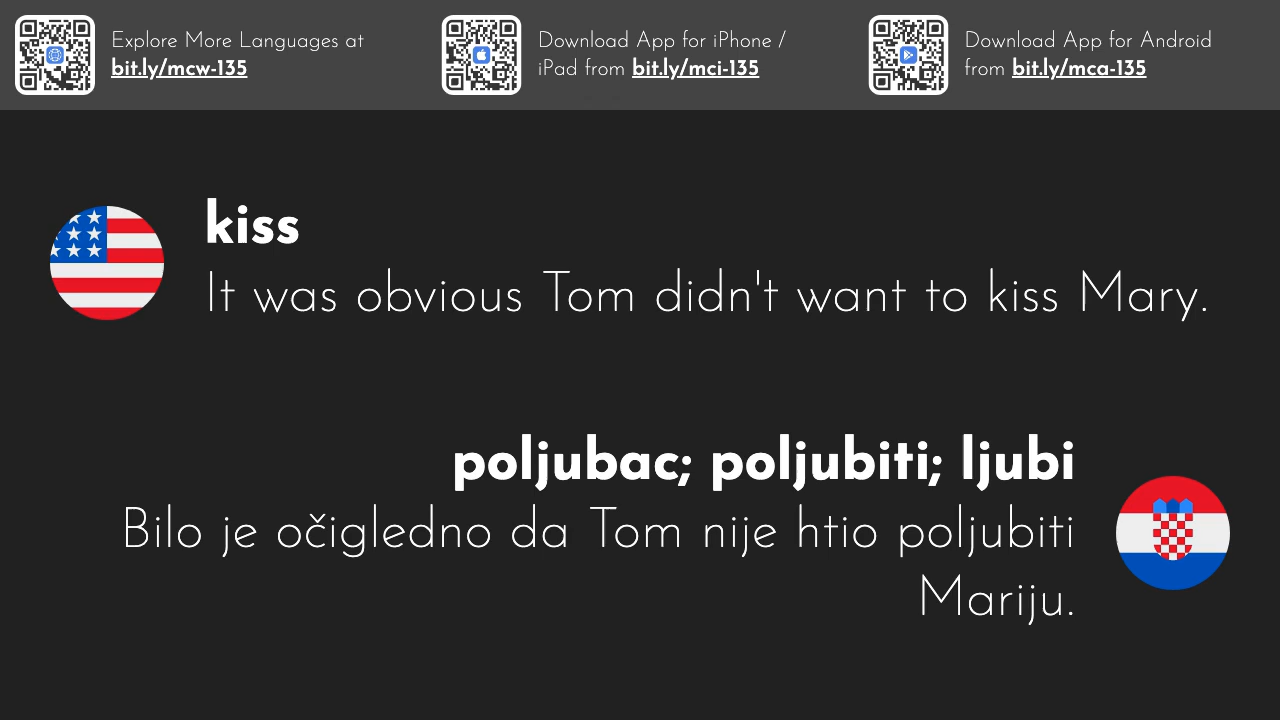 Explore More Languages at
bit.ly/mcw-135
Download App for iPhone /
iPad from bit.ly/mci-135
Download App for Android
from bit.ly/mca-135
kiss
It was obvious Tom didn't want to kiss Mary.
poljubac; poljubiti; ljubi
Bilo je očigledno da Tom nije htio poljubiti
Mariju.